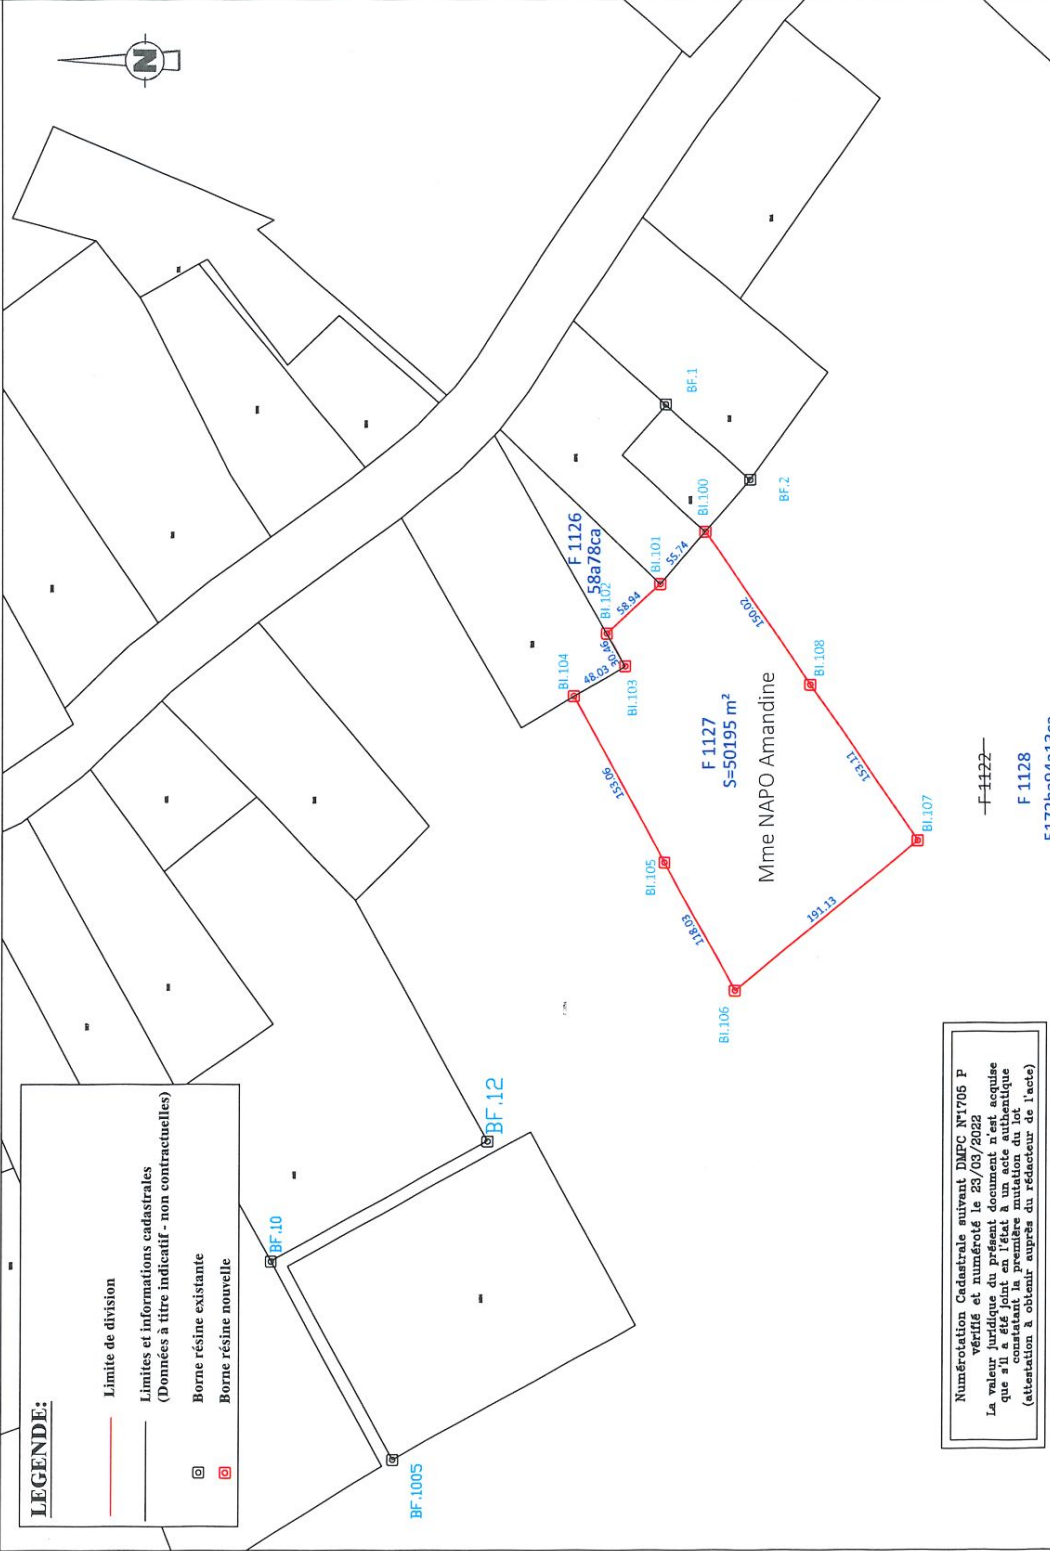 N
LEGENDE:
Limite de division
Limites et informations cadastrales
(Données à titre indicatif - non contractuelles)
Borne résine existante
Borne résine nouvelle
BF.1005
BF.10
BF.12
BI.106
118.03
BI.105
153.06
BI.104
48.03
BI.103
30.46
BI.102
58.94
BI.101
55.74
BI.100
BF.2
BF.1
150.02
BI.108
153.11
BI.107
191.13
F 1126
58a78ca
F 1127
S=50195 m²
Mme NAPO Amandine
F 1122
F 1128
Numérotation Cadastrale suivant DMPC N°1705 P
vérifié et numéroté le 23/03/2022
La valeur juridique du présent document n'est acquise
que s'il a été joint en l'état à un acte authentique
constatant la première mutation du lot
(attestation à obtenir auprès du rédacteur de l'acte)